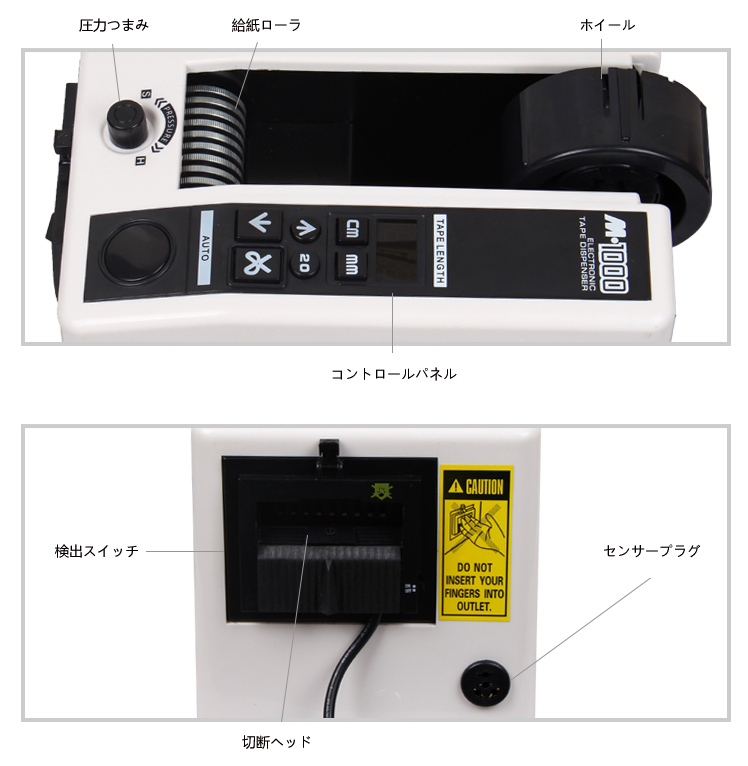 圧力つまみ
給紙ローラ
ホイール
S
PRESSURE
H
AUTO
20
cm
mm
TAPE LENGTH
M-1000
ELECTRONIC
TAPE DISPENSER
コントロールパネル
検出スイッチ
CAUTION
DO NOT
INSERT YOUR
FINGERS INTO
OUTLET.
センサープラグ
切断ヘッド